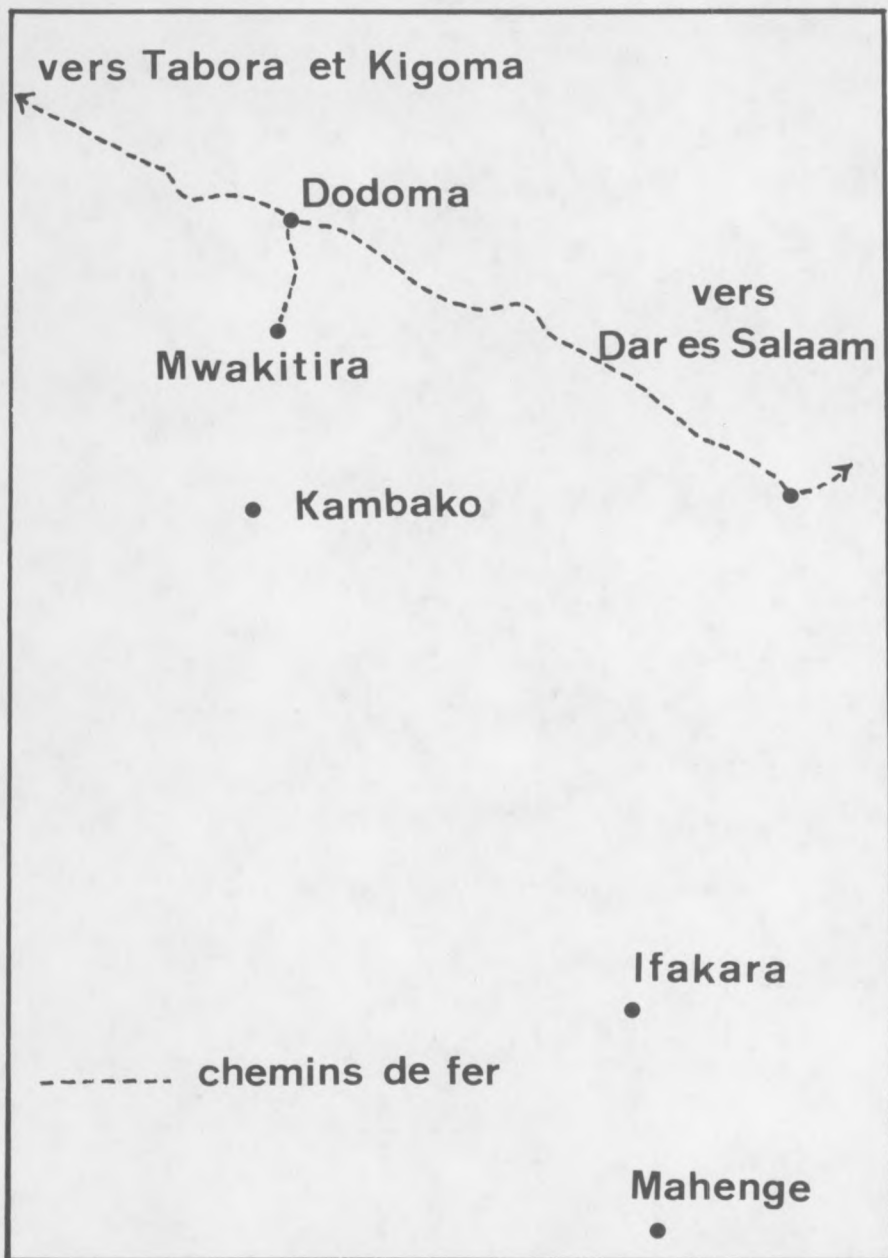 vers Tabora et Kigoma
Dodoma
vers
Dar es Salaam
Mwakitira
Kambako
Ifakara
chemins de fer
Mahenge